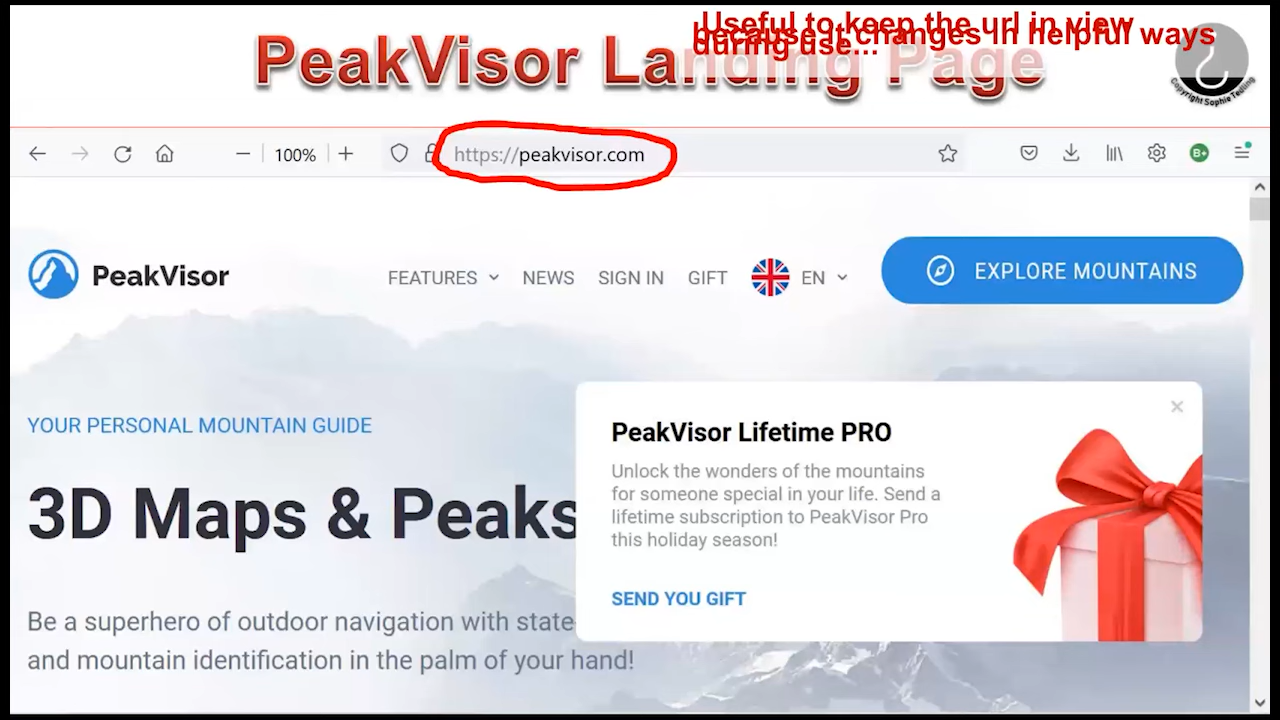 Useful to keep the url in view
because it changes in helpful ways
during use...
PeakVisor Landing Page
Copyright Sophie Tegling
100%
https://peakvisor.com
B+
PeakVisor
FEATURES
NEWS
SIGN IN
GIFT
EN
EXPLORE MOUNTAINS
YOUR PERSONAL MOUNTAIN GUIDE
3D Maps & Peaks
Be a superhero of outdoor navigation with state-
and mountain identification in the palm of your hand!
PeakVisor Lifetime PRO
Unlock the wonders of the mountains
for someone special in your life. Send a
lifetime subscription to PeakVisor Pro
this holiday season!
SEND YOU GIFT